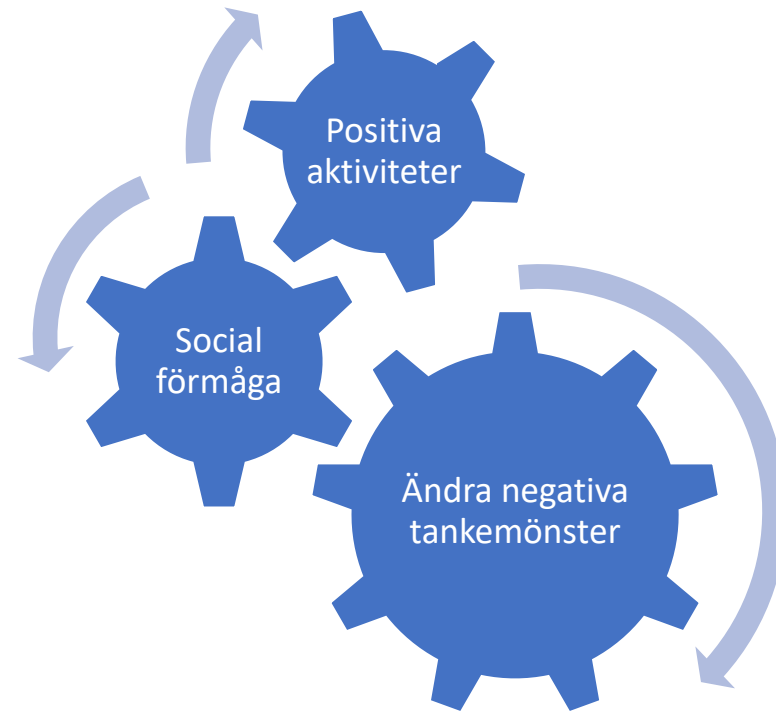 Positiva
aktiviteter
Social
förmåga
Ändra negativa
tankemönster